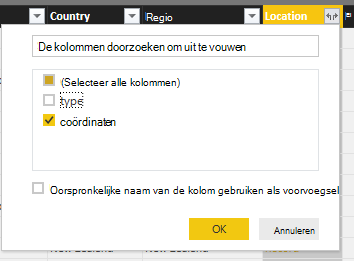 Country Regio Location
De kolommen doorzoeken om uit te vouwen
(Selecteer alle kolommen)
type
coördinaten
Oorspronkelijke naam van de kolom gebruiken als voorvoegsel
OK Annuleren